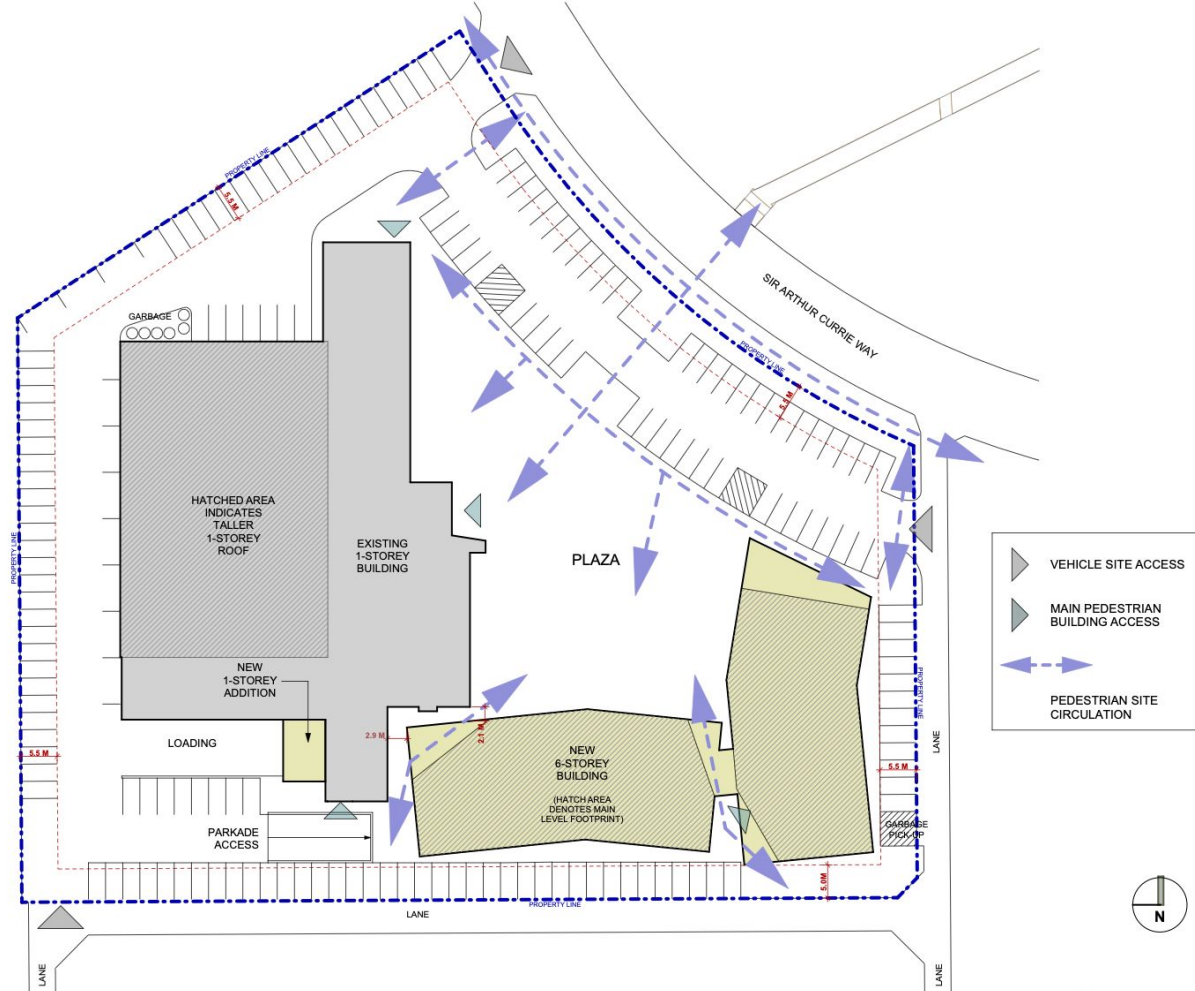 PROPERTY LINE
5.5 M
GARBAGE
SIR ARTHUR CURRIE WAY
PROPERTY LINE
5.5 M
HATCHED AREA
INDICATES
TALLER
1-STOREY
ROOF
EXISTING
1-STOREY
BUILDING
PLAZA
PROPERTY LINE
VEHICLE SITE ACCESS
MAIN PEDESTRIAN
BUILDING ACCESS
PEDESTRIAN SITE
CIRCULATION
NEW
1-STOREY
ADDITION
PROPERTY LINE
LOADING
2.9 M
2.1 M
NEW
6-STOREY
BUILDING
(HATCH AREA
DENOTES MAIN
LEVEL FOOTPRINT)
LANE
5.5 M
5.5 M
PARKADE
ACCESS
GARBAGE
PICK-UP
5.0M
PROPERTY LINE
LANE
N
LANE
LANE